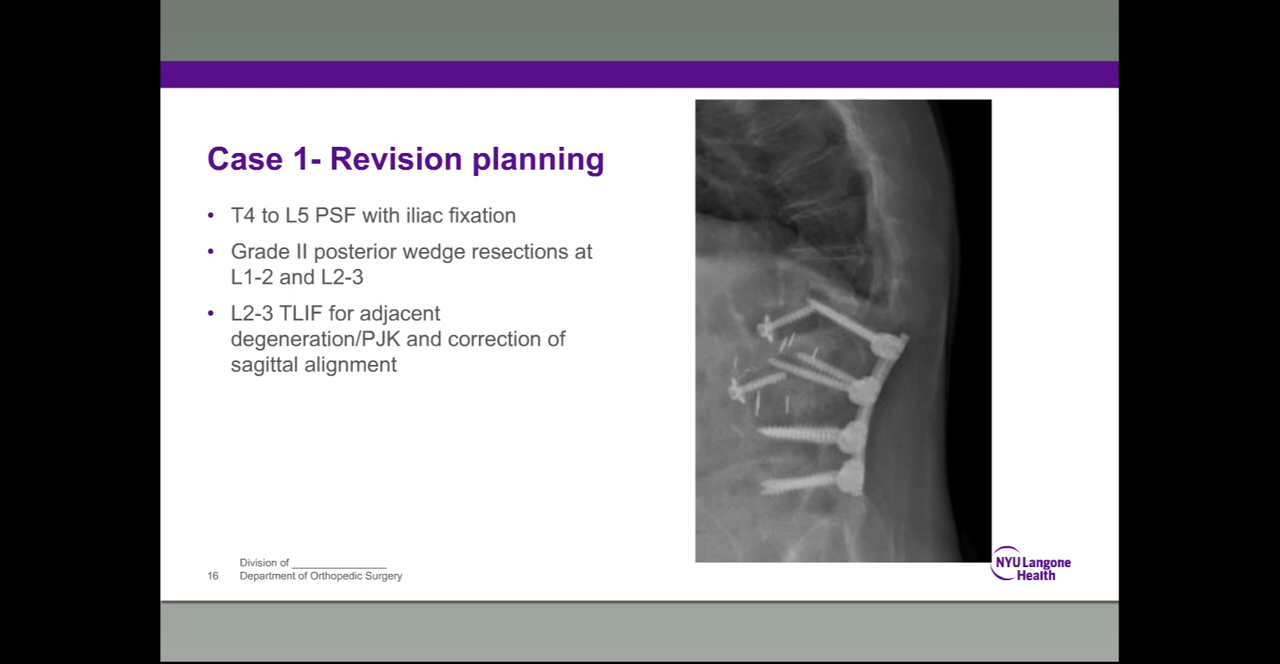 Case 1- Revision planning
• T4 to L5 PSF with iliac fixation
• Grade II posterior wedge resections at
L1-2 and L2-3
• L2-3 TLIF for adjacent
degeneration/PJK and correction of
sagittal alignment
Division of ________________
16 Department of Orthopedic Surgery
NYU Langone
Health